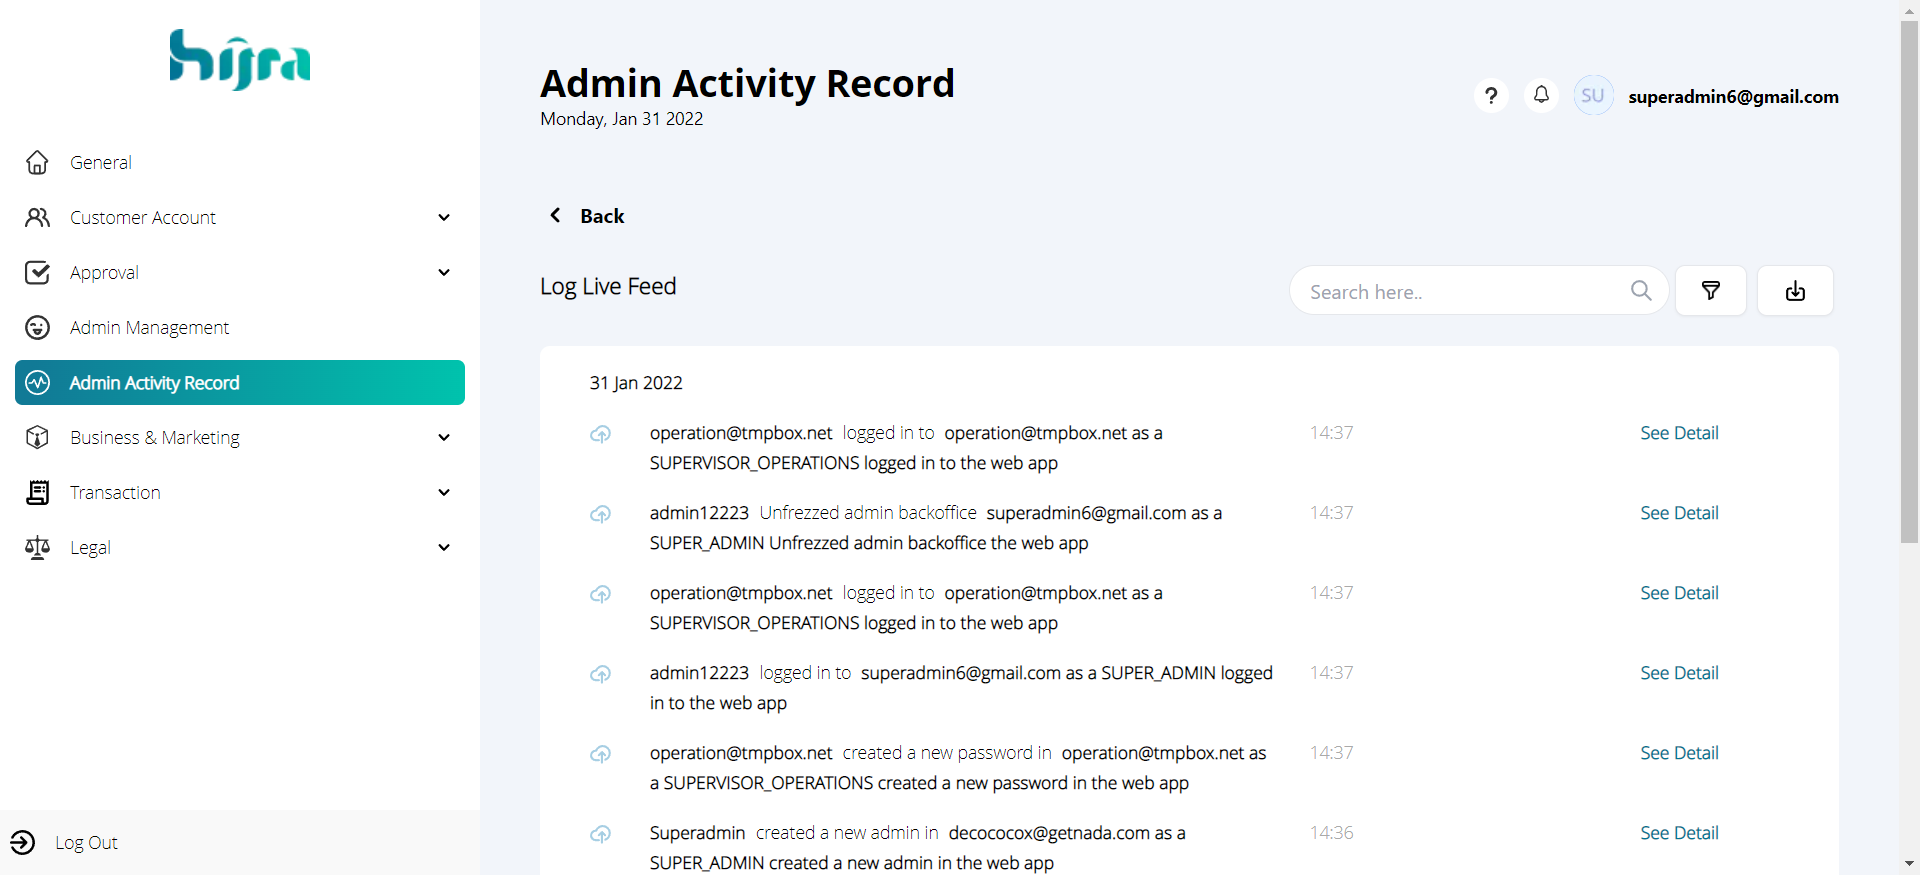 hijra
General
Customer Account
Approval
Admin Management
Admin Activity Record
Business & Marketing
Transaction
Legal
Log Out
Admin Activity Record
Monday, Jan 31 2022
?
SU
superadmin6@gmail.com
Back
Log Live Feed
Search here..
31 Jan 2022
operation@tmpbox.net logged in to operation@tmpbox.net as a
SUPERVISOR_OPERATIONS logged in to the web app
14:37
See Detail
admin12223 Unfrezzed admin backoffice superadmin6@gmail.com as a
SUPER_ADMIN Unfrezzed admin backoffice the web app
14:37
See Detail
operation@tmpbox.net logged in to operation@tmpbox.net as a
SUPERVISOR_OPERATIONS logged in to the web app
14:37
See Detail
admin12223 logged in to superadmin6@gmail.com as a SUPER_ADMIN logged
in to the web app
14:37
See Detail
operation@tmpbox.net created a new password in operation@tmpbox.net as
a SUPERVISOR_OPERATIONS created a new password in the web app
14:37
See Detail
Superadmin created a new admin in decococox@getnada.com as a
SUPER_ADMIN created a new admin in the web app
14:36
See Detail